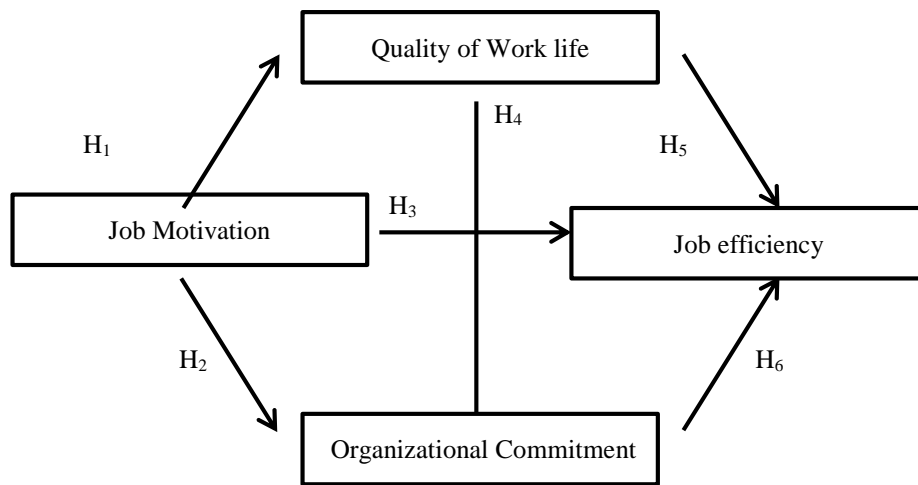 Quality of Work life
H₄
H₁
H₅
Job Motivation
H₃
Job efficiency
H₂
H₆
Organizational Commitment